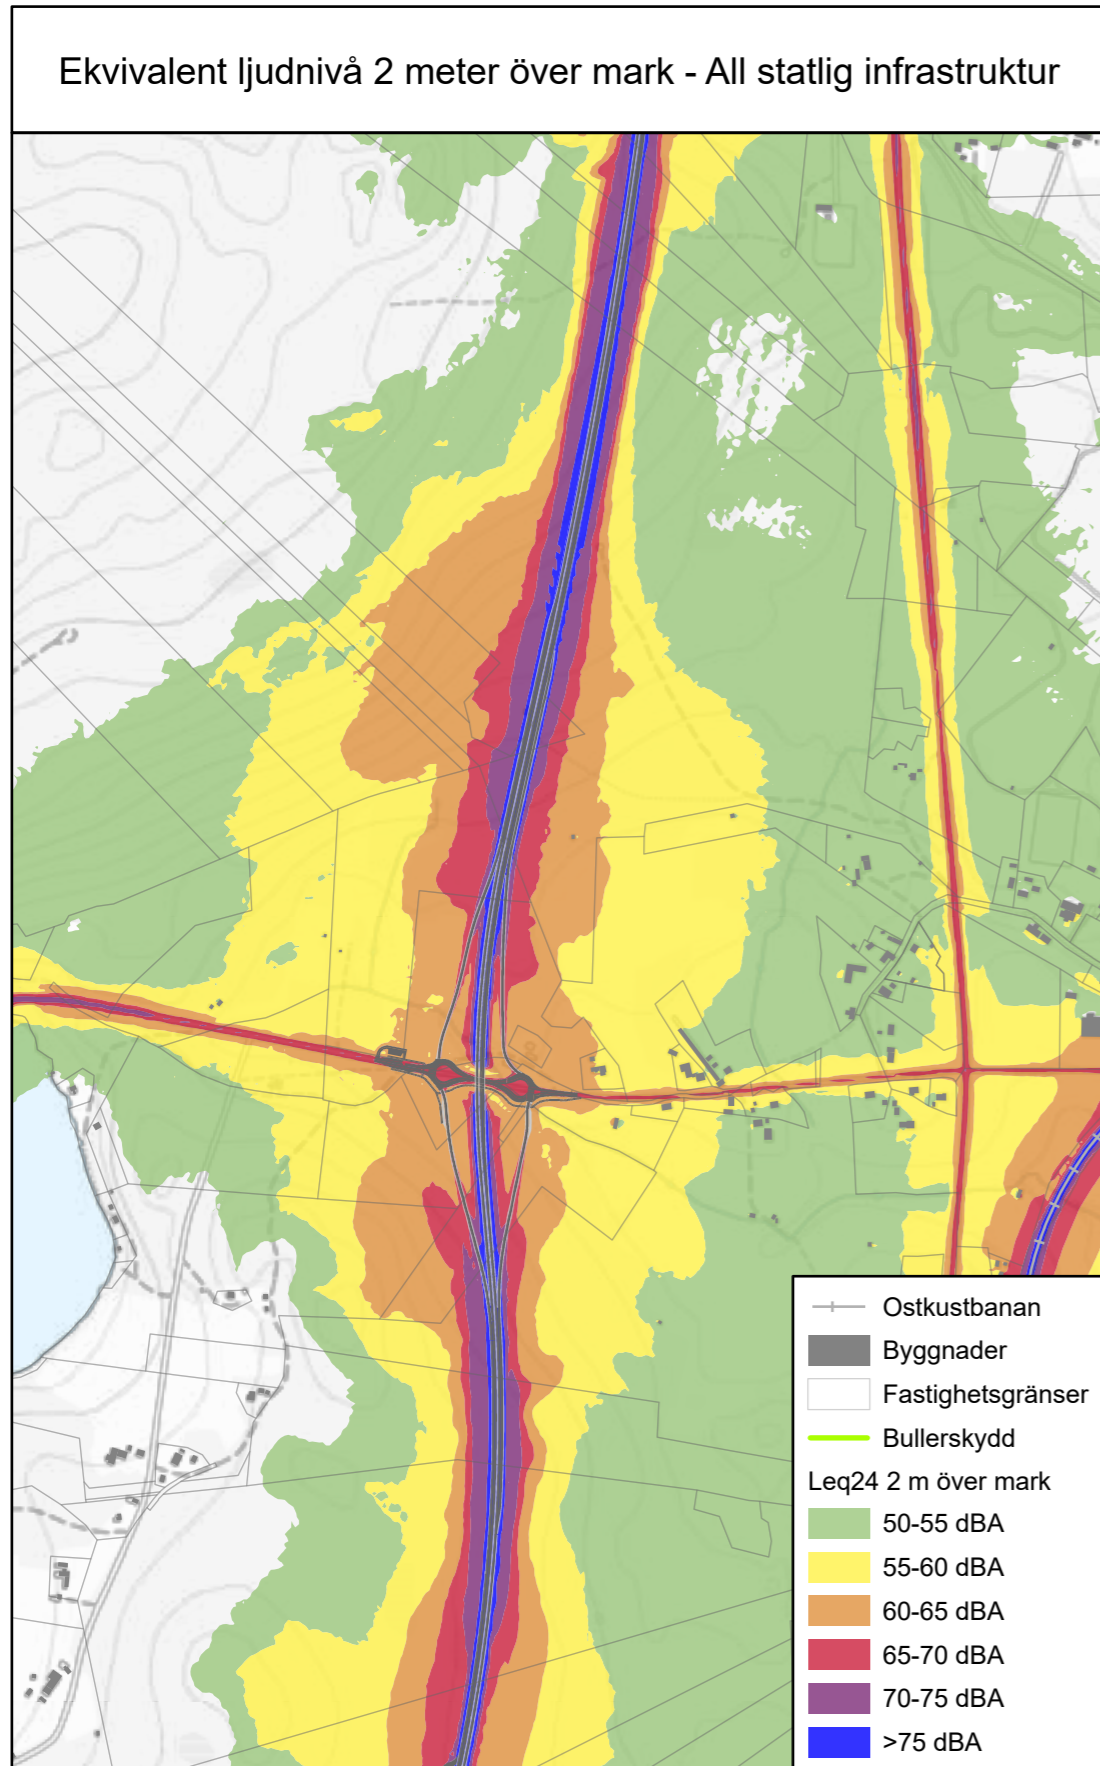 Ekvivalent ljudnivå 2 meter över mark - All statlig infrastruktur
Ostkustbanan
Byggnader
Fastighetsgränser
Bullerskydd
Leq24 2 m över mark
50-55 dBA
55-60 dBA
60-65 dBA
65-70 dBA
70-75 dBA
>75 dBA